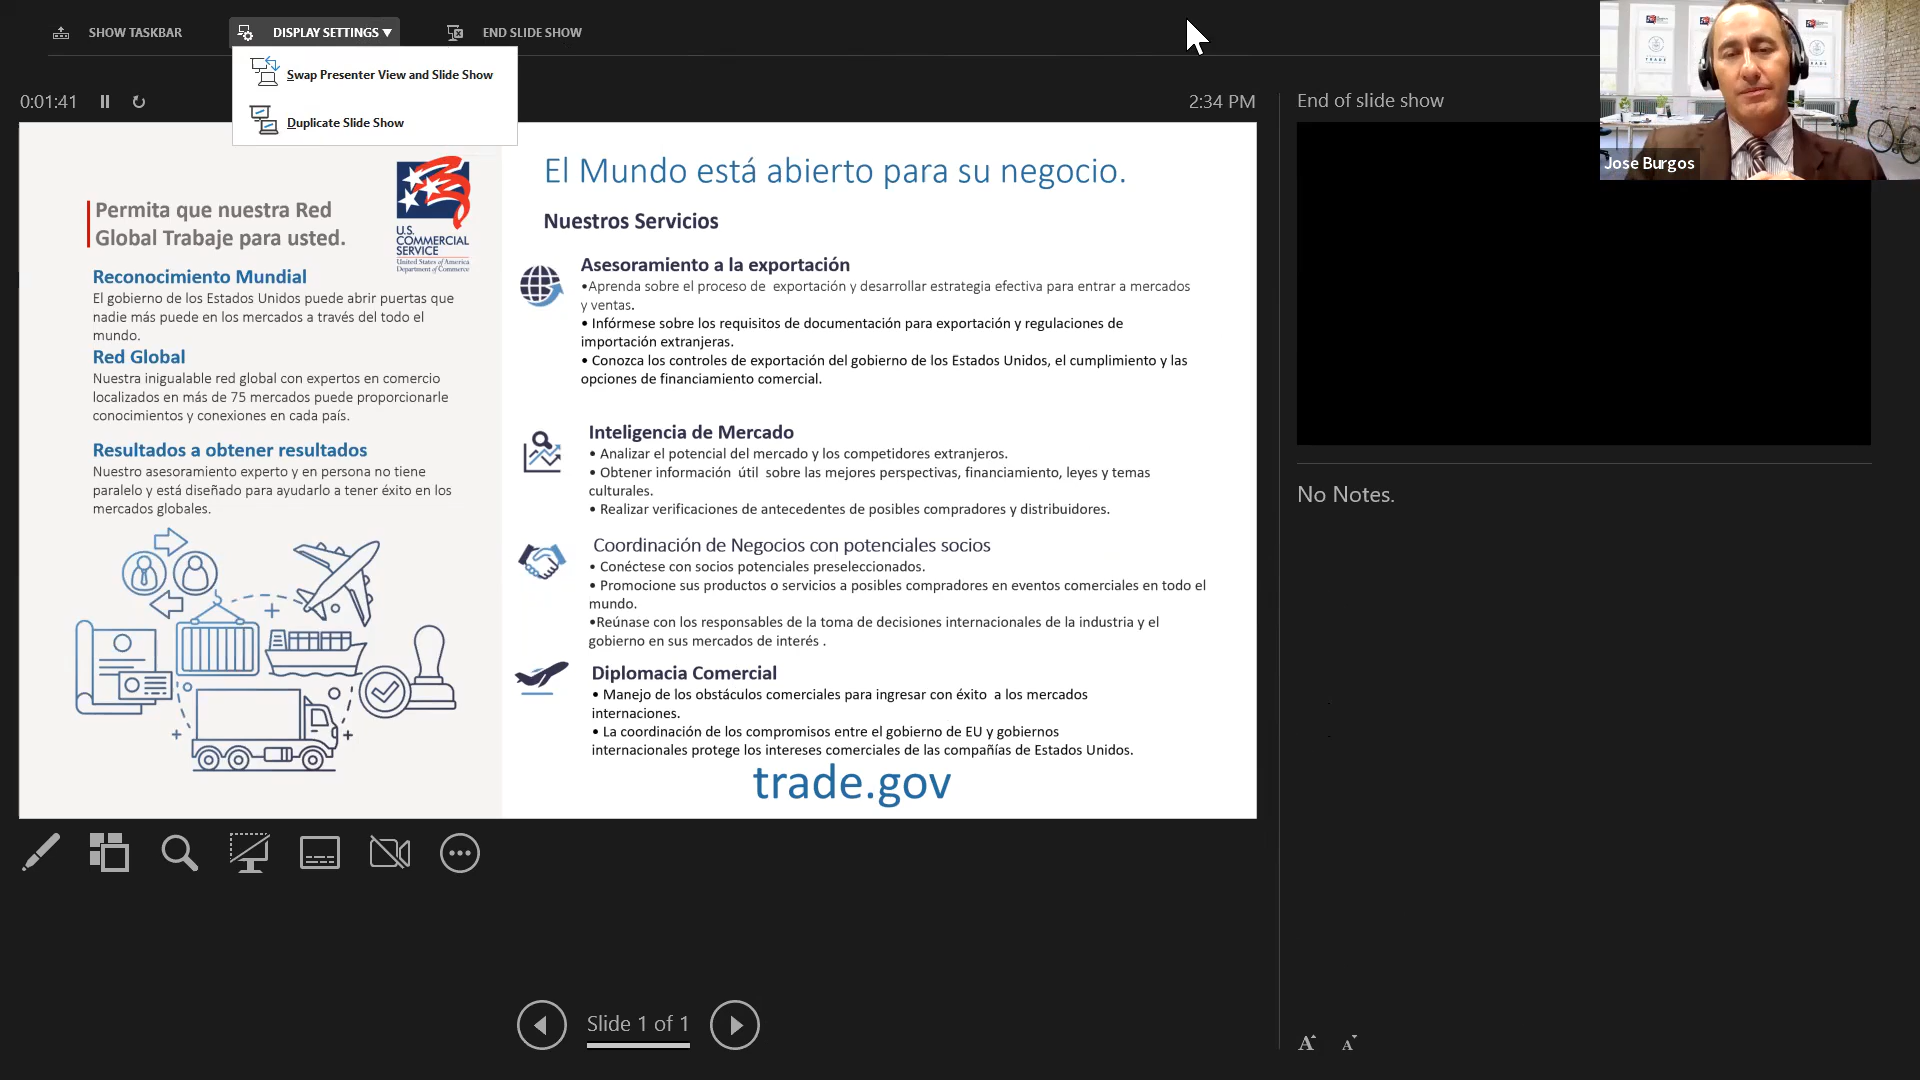 SHOW TASKBAR
DISPLAY SETTINGS ▼
END SLIDE SHOW
Swap Presenter View and Slide Show
Duplicate Slide Show
0:01:41
2:34 PM
End of slide show
Jose Burgos
No Notes.
Permita que nuestra Red
Global Trabaje para usted.
U.S.
COMMERCIAL
SERVICE
United States of America
Department of Commerce
Reconocimiento Mundial
El gobierno de los Estados Unidos puede abrir puertas que
nadie más puede en los mercados a través del todo el
mundo.
Red Global
Nuestra inigualable red global con expertos en comercio
localizados en más de 75 mercados puede proporcionarle
conocimientos y conexiones en cada país.
Resultados a obtener resultados
Nuestro asesoramiento experto y en persona no tiene
paralelo y está diseñado para ayudarlo a tener éxito en los
mercados globales.
El Mundo está abierto para su negocio.
Nuestros Servicios
Asesoramiento a la exportación
•Aprenda sobre el proceso de exportación y desarrollar estrategia efectiva para entrar a mercados
y ventas.
• Infórmese sobre los requisitos de documentación para exportación y regulaciones de
importación extranjeras.
• Conozca los controles de exportación del gobierno de los Estados Unidos, el cumplimiento y las
opciones de financiamiento comercial.
Inteligencia de Mercado
• Analizar el potencial del mercado y los competidores extranjeros.
• Obtener información útil sobre las mejores perspectivas, financiamiento, leyes y temas
culturales.
• Realizar verificaciones de antecedentes de posibles compradores y distribuidores.
Coordinación de Negocios con potenciales socios
• Conéctese con socios potenciales preseleccionados.
• Promocione sus productos o servicios a posibles compradores en eventos comerciales en todo el
mundo.
•Reúnase con los responsables de la toma de decisiones internacionales de la industria y el
gobierno en sus mercados de interés .
Diplomacia Comercial
• Manejo de los obstáculos comerciales para ingresar con éxito a los mercados
internaciones.
• La coordinación de los compromisos entre el gobierno de EU y gobiernos
internacionales protege los intereses comerciales de las compañías de Estados Unidos.
trade.gov
Slide 1 of 1
A A